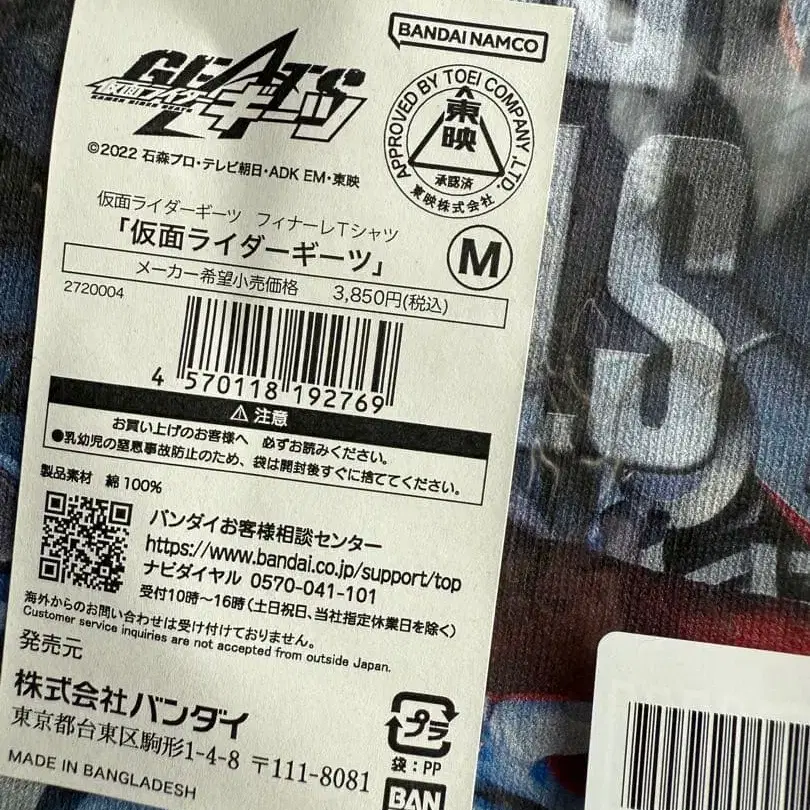 BANDAI NAMCO
GEATS
仮面ライダー
ギーツ
KAMEN RIDER GEATS
©2022 石森プロ・テレビ朝日・ADK EM・東映
APPROVED BY TOEI COMPANY,LTD.
東映
承認済
東映株式会社
仮面ライダーギーツ フィナーレTシャツ
「仮面ライダーギーツ」
M
メーカー希望小売価格 3,850円(税込)
2720004
4 570118 192769
⚠ 注意
お買い上げのお客様へ 必ずお読みください。
●乳幼児の窒息事故防止のため、袋は開封後すぐに捨ててください。
製品素材 綿100%
バンダイお客様相談センター
https://www.bandai.co.jp/support/top
ナビダイヤル 0570-041-101
受付10時〜16時(土日祝日、当社指定休業日を除く)
海外からのお問い合わせは受け付けておりません。
Customer service inquiries are not accepted from outside Japan.
発売元
株式会社バンダイ
東京都台東区駒形1-4-8 〒111-8081
MADE IN BANGLADESH
プラ
袋:PP
BAN